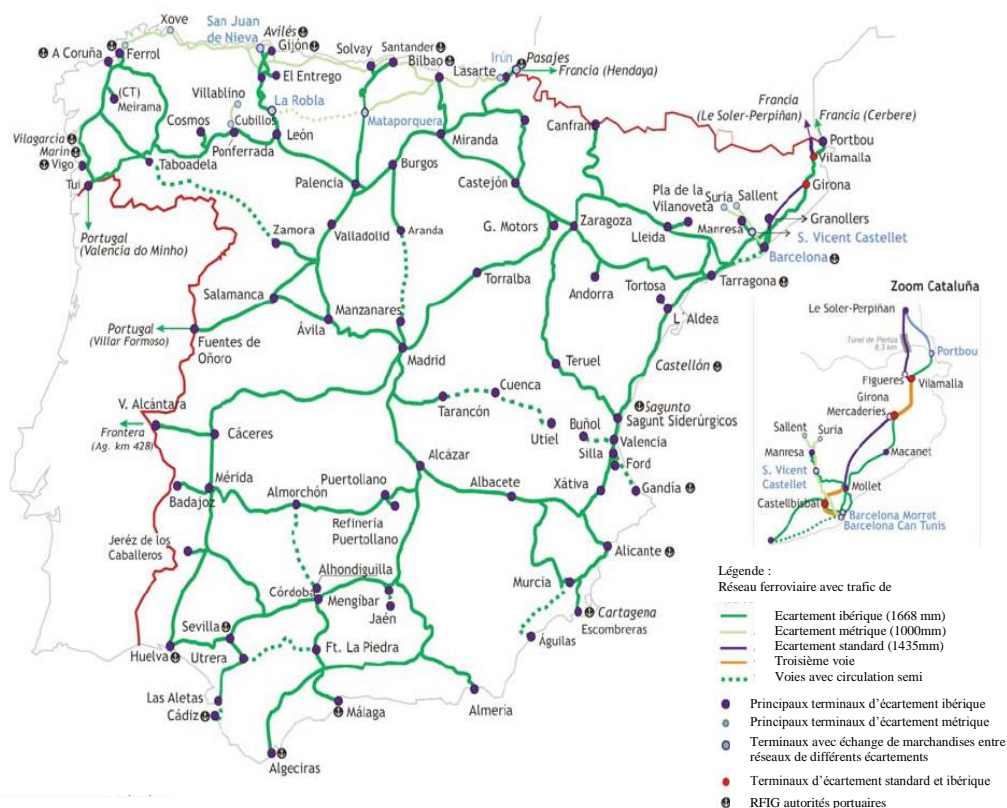 Xove
San Juan
de Nieva
Avilés
Gijón
Solvay
Santander
Bilbao
Irún
Pasajes
Francia (Hendaya)
A Coruña
Ferrol
El Entrego
Lasarte
(CT)
Meirama
Villablino
La Robla
Cosmos
Cubillos
Mataporquera
Canfranc
Francia
(Le Soler-Perpiñan)
Francia (Cerbere)
Portbou
Vilamalla
Girona
Vilagarcia
Marín
Vigo
Tui
Taboadela
Ponferrada
León
Miranda
Burgos
Palencia
Castejón
Pla de la
Vilanoveta
Suria
Sallent
Manresa
Granollers
S. Vicent Castellet
Barcelona
Portugal
(Valencia do Minho)
Zamora
Valladolid
Aranda
G. Motors
Zaragoza
Lleida
Tarragona
Salamanca
Torralba
Andorra
Tortosa
L´Aldea
Portugal
(Villar Formoso)
Fuentes de
Oñoro
Ávila
Manzanares
Madrid
Teruel
Castellón
V. Alcántara
Frontera
(Ag. km 428)
Cáceres
Tarancón
Cuenca
Utiel
Buñol
Sagunto
Sagunt Siderúrgicos
Valencia
Silla
Ford
Gandía
Mérida
Badajoz
Almorchón
Puertollano
Refinería
Puertollano
Alcázar
Albacete
Xátiva
Jeréz de los
Caballeros
Alhondiguilla
Córdoba
Mengíbar
Jaén
Murcia
Alicante
Cartagena
Escombreras
Águilas
Sevilla
Huelva
Utrera
Ft. La Piedra
Las Aletas
Cádiz
Málaga
Almería
Algeciras
Zoom Cataluña
Le Soler-Perpiñan
Túnel de Pertús
8,3 km
Portbou
Figueres
Vilamalla
Girona
Mercaderies
Sallent
Suria
Manresa
Macanet
S. Vicent
Castellet
Mollet
Castellbisbal
Barcelona Morrot
Barcelona Can Tunis
Légende :
Réseau ferroviaire avec trafic de
Ecartement ibérique (1668 mm)
Ecartement métrique (1000mm)
Ecartement standard (1435mm)
Troisième voie
Voies avec circulation semi
Principaux terminaux d'écartement ibérique
Principaux terminaux d'écartement métrique
Terminaux avec échange de marchandises entre
réseaux de différents écartements
Terminaux d'écartement standard et ibérique
RFIG autorités portuaires